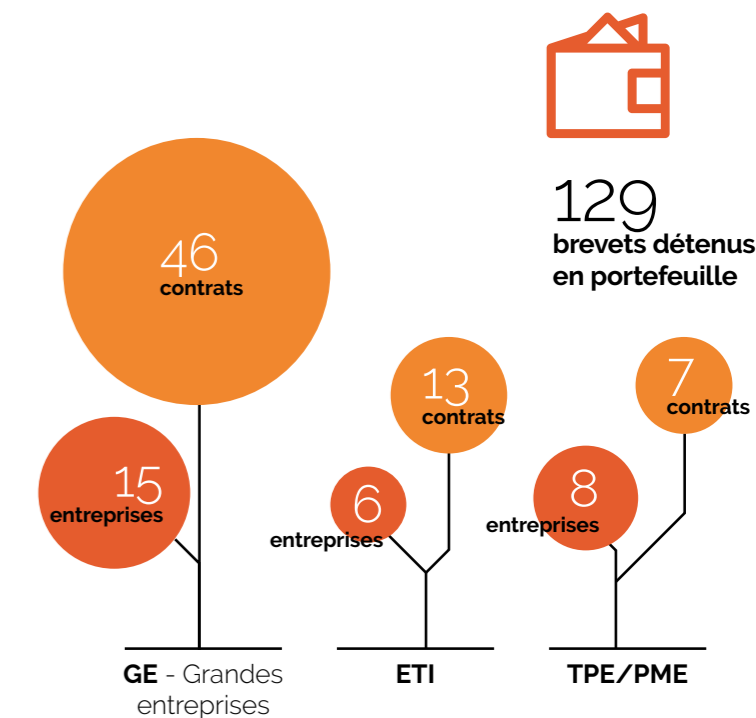 129
brevets détenus
en portefeuille
46
contrats
15
entreprises
GE - Grandes
entreprises
13
contrats
6
entreprises
ETI
7
contrats
8
entreprises
TPE/PME